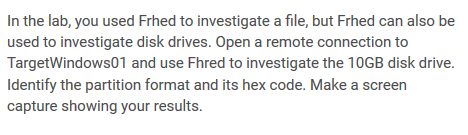 In the lab, you used Frhed to investigate a file, but Frhed can also be
used to investigate disk drives. Open a remote connection to
TargetWindows01 and use Fhred to investigate the 10GB disk drive.
Identify the partition format and its hex code. Make a screen
capture showing your results.